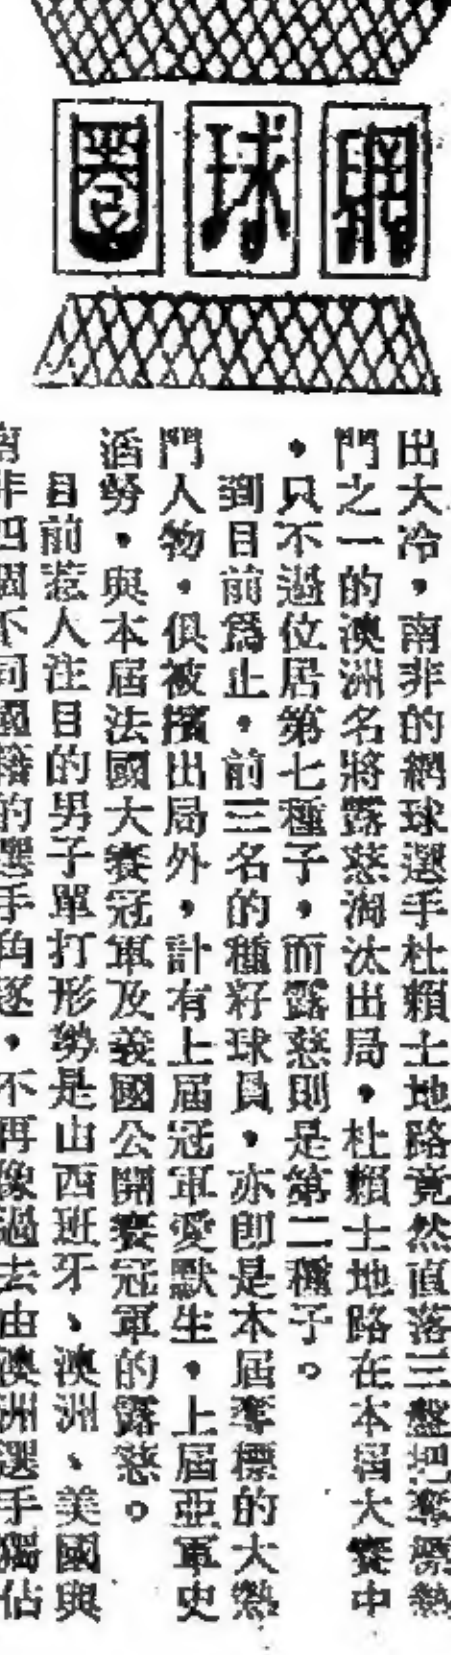 網球圈
出大冷，南非的網球選手杜賴士地路竟然直落三盤把奪標熱
門之一的澳洲名將露慈淘汰出局，杜賴士地路在本屆大賽中
，只不過位居第七種子，而露慈則是第二種子。
到目前爲止，前三名的種籽球員，亦卽是本屆奪標的大熱
門人物，俱被擯出局外，計有上屆冠軍愛默生，上屆亞軍史
滔勞，與本屆法國大賽冠軍及義國公開賽冠軍的露慈。
目前惹人注目的男子單打形勢是由西班牙、澳洲、美國與
南非四個不同國籍的選手角逐，不再像過去由澳洲選手獨佔